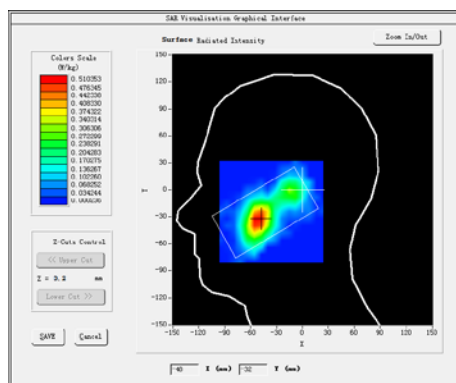 SAR Visualisation Graphical Interface
Surface Radiated Intensity
Zoom In/Out
Colors Scale
(W/kg)
0.510353
0.476345
0.442338
0.408330
0.374322
0.340314
0.306306
0.272299
0.238291
0.204283
0.170275
0.136267
0.102260
0.068252
0.034244
0.000236
150
120
90
60
30
0
-30
-60
-90
-120
-150
Y
-150 -120 -90 -60 -30 0 30 60 90 120 150
X
Z-Cuts Control
<< Upper Cut
Z = 3.2 mm
Lower Cut >>
SAVE Cancel
-48 X (mm) -32 Y (mm)